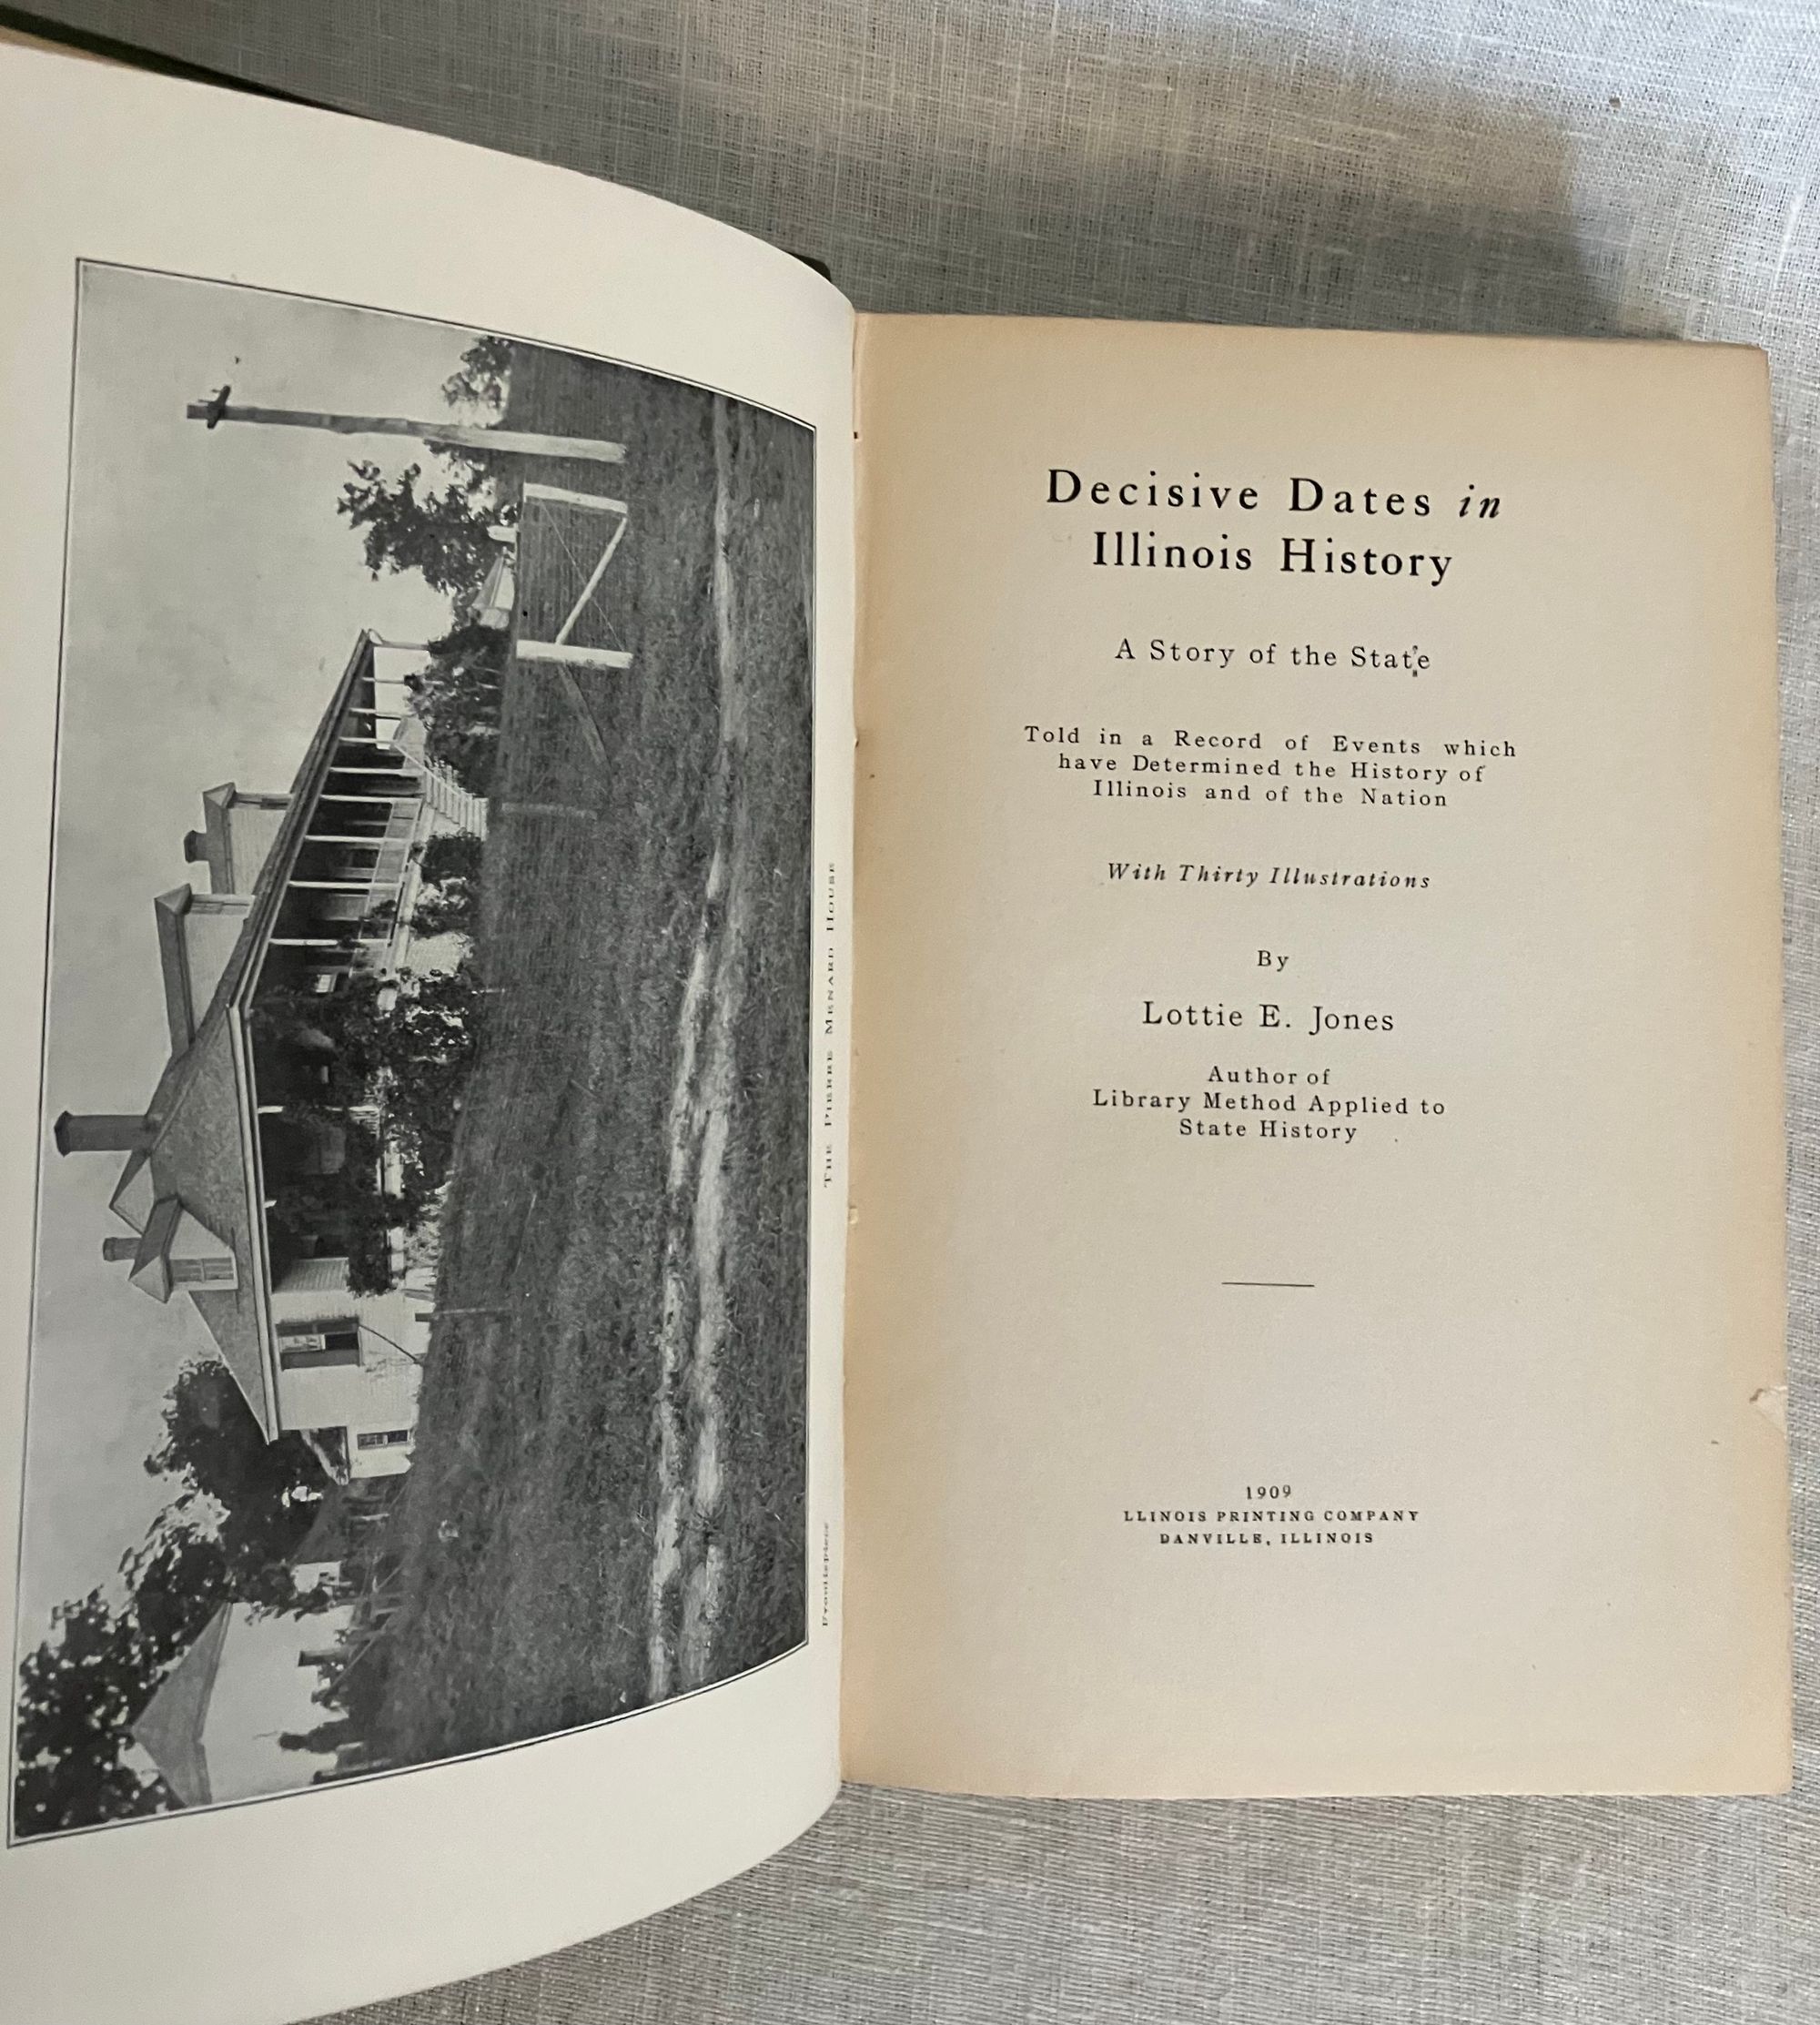 Frontispiece
THE PIERRE MENARD HOUSE
Decisive Dates in
Illinois History
A Story of the State
Told in a Record of Events which
have Determined the History of
Illinois and of the Nation
With Thirty Illustrations
By
Lottie E. Jones
Author of
Library Method Applied to
State History
1909
LLINOIS PRINTING COMPANY
DANVILLE, ILLINOIS